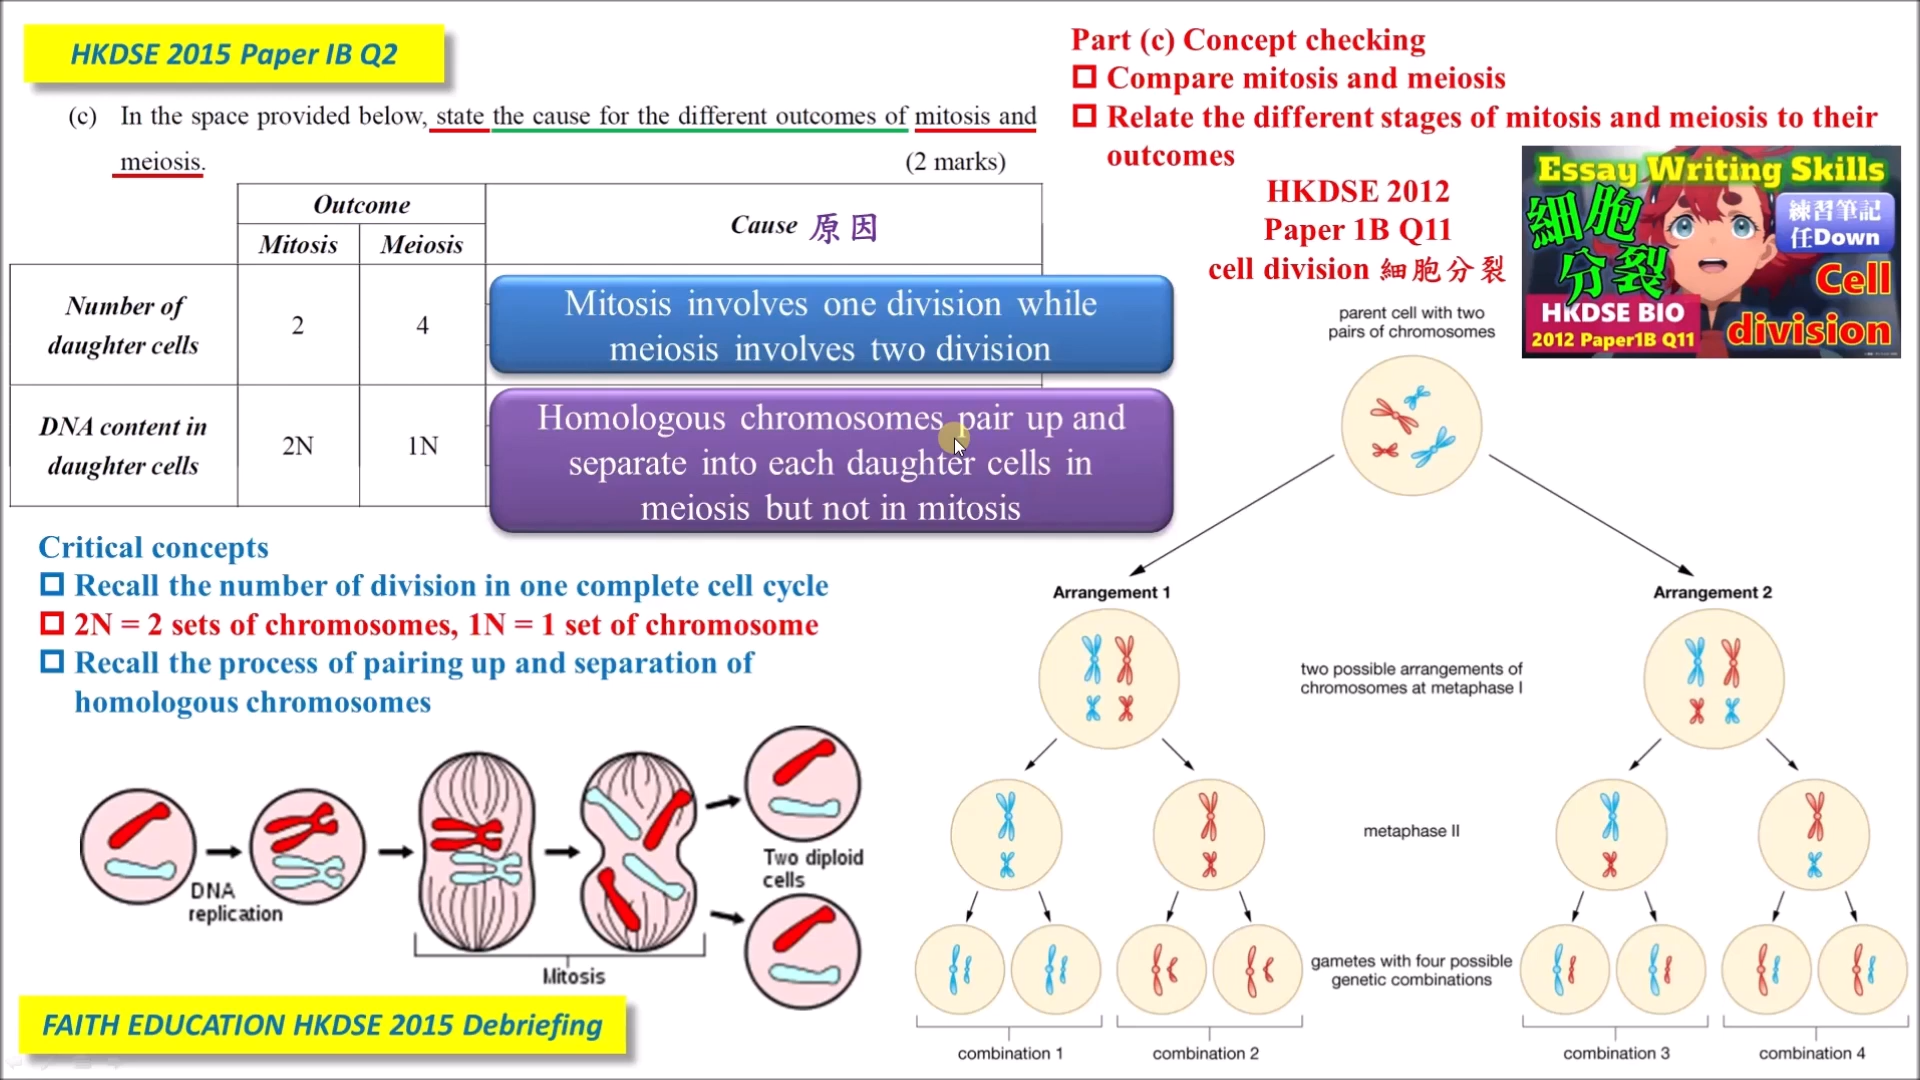 HKDSE 2015 Paper IB Q2
(c) In the space provided below, state the cause for the different outcomes of mitosis and
meiosis. (2 marks)
Outcome
Cause 原因
Mitosis Meiosis
Number of
daughter cells
2 4
Mitosis involves one division while
meiosis involves two division
DNA content in
daughter cells
2N 1N
Homologous chromosomes pair up and
separate into each daughter cells in
meiosis but not in mitosis
Critical concepts
Recall the number of division in one complete cell cycle
2N = 2 sets of chromosomes, 1N = 1 set of chromosome
Recall the process of pairing up and separation of
homologous chromosomes
DNA
replication
Mitosis
Two diploid
cells
FAITH EDUCATION HKDSE 2015 Debriefing
Part (c) Concept checking
Compare mitosis and meiosis
Relate the different stages of mitosis and meiosis to their
outcomes
HKDSE 2012
Paper 1B Q11
cell division 細胞分裂
Essay Writing Skills
細胞
分裂
練習筆記
任Down
Cell
division
HKDSE BIO
2012 Paper1B Q11
parent cell with two
pairs of chromosomes
Arrangement 1
Arrangement 2
two possible arrangements of
chromosomes at metaphase I
metaphase II
gametes with four possible
genetic combinations
combination 1
combination 2
combination 3
combination 4